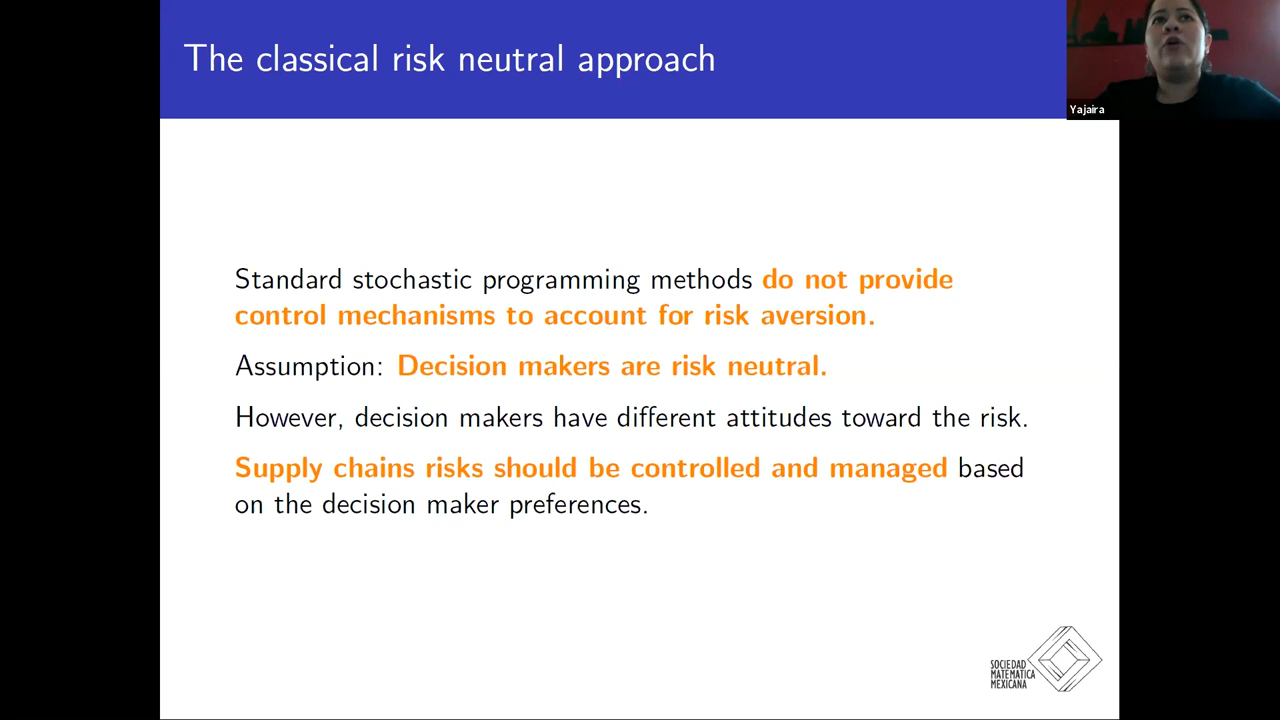 The classical risk neutral approach
Yajaira
Standard stochastic programming methods do not provide
control mechanisms to account for risk aversion.
Assumption: Decision makers are risk neutral.
However, decision makers have different attitudes toward the risk.
Supply chains risks should be controlled and managed based
on the decision maker preferences.
SOCIEDAD
MATEMATICA
MEXICANA